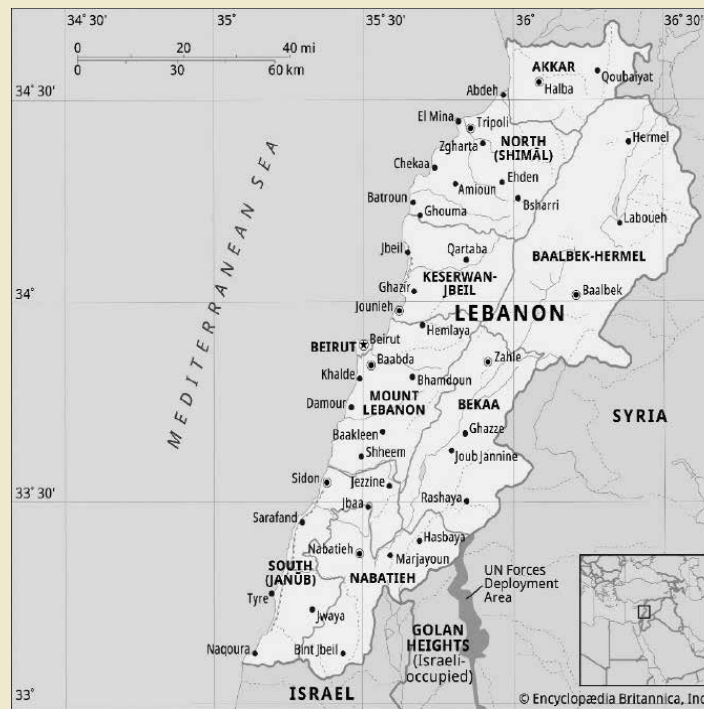 34° 30'
35°
35° 30'
36°
36° 30'
0 20 40 mi
0 30 60 km
34° 30'
34°
33° 30'
33°
MEDITERRANEAN SEA
AKKAR
Halba
Qoubaiyat
Abdeh
El Mina
Tripoli
Zgharta
NORTH
(SHIMĀL)
Hermel
Chekaa
Amioun
Ehden
Bsharri
Batroun
Ghouma
Laboueh
Jbeil
Qartaba
BAALBEK-HERMEL
KESERWAN-
JBEIL
Ghazir
Baalbek
Jounieh
LEBANON
Hemlaya
BEIRUT
Beirut
Baabda
Zahle
Khalde
Bhamdoun
MOUNT
LEBANON
BEKAA
Damour
SYRIA
Baakleen
Ghazze
Shheem
Joub Jannine
Sidon
Jezzine
Jbaa
Rashaya
Sarafand
Hasbaya
Nabatieh
Marjayoun
SOUTH
(JANŪB)
NABATIEH
UN Forces
Deployment
Area
Tyre
Jwaya
GOLAN
HEIGHTS
(Israeli-
occupied)
Naqoura
Bint Jbeil
ISRAEL
© Encyclopædia Britannica, Inc